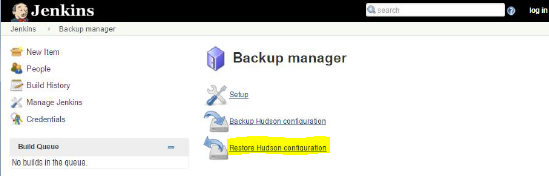 Jenkins
search
log in
Jenkins
Backup manager
New Item
People
Build History
Manage Jenkins
Credentials
Build Queue
No builds in the queue.
Backup manager
Setup
Backup Hudson configuration
Restore Hudson configuration